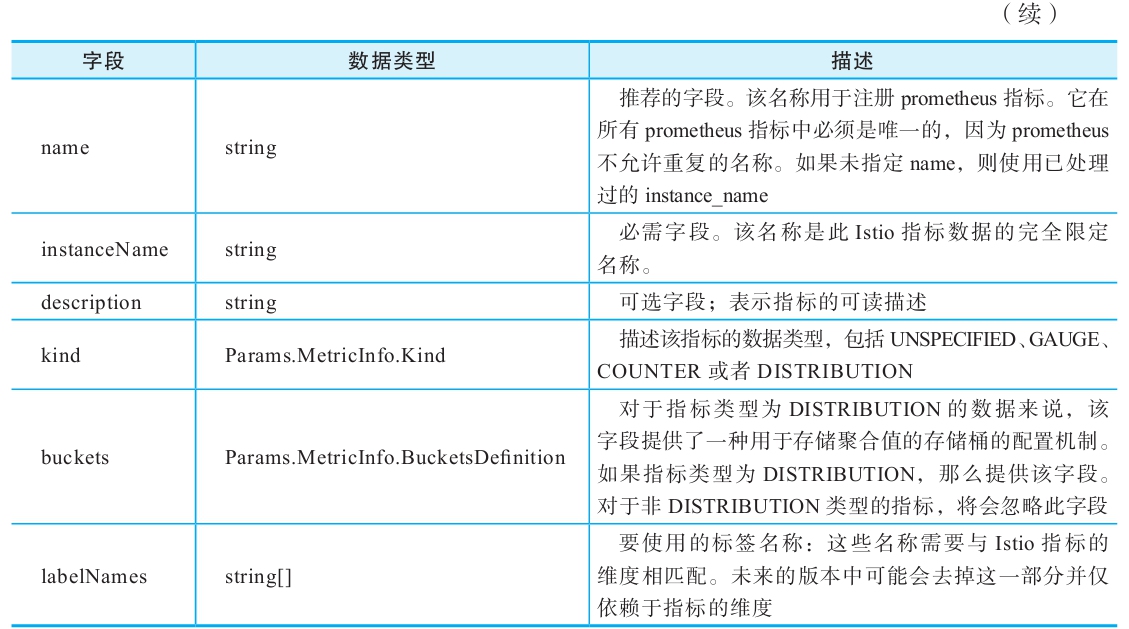 （续）
字段 数据类型 描述
name string 推荐的字段。该名称用于注册 prometheus 指标。它在
所有 prometheus 指标中必须是唯一的，因为 prometheus
不允许重复的名称。如果未指定 name，则使用已处理
过的 instance_name
instanceName string 必需字段。该名称是此 Istio 指标数据的完全限定
名称。
description string 可选字段；表示指标的可读描述
kind Params.MetricInfo.Kind 描述该指标的数据类型，包括 UNSPECIFIED、GAUGE、
COUNTER 或者 DISTRIBUTION
buckets Params.MetricInfo.BucketsDefinition 对于指标类型为 DISTRIBUTION 的数据来说，该
字段提供了一种用于存储聚合值的存储桶的配置机制。
如果指标类型为 DISTRIBUTION，那么提供该字段。
对于非 DISTRIBUTION 类型的指标，将会忽略此字段
labelNames string[] 要使用的标签名称：这些名称需要与 Istio 指标的
维度相匹配。未来的版本中可能会去掉这一部分并仅
依赖于指标的维度